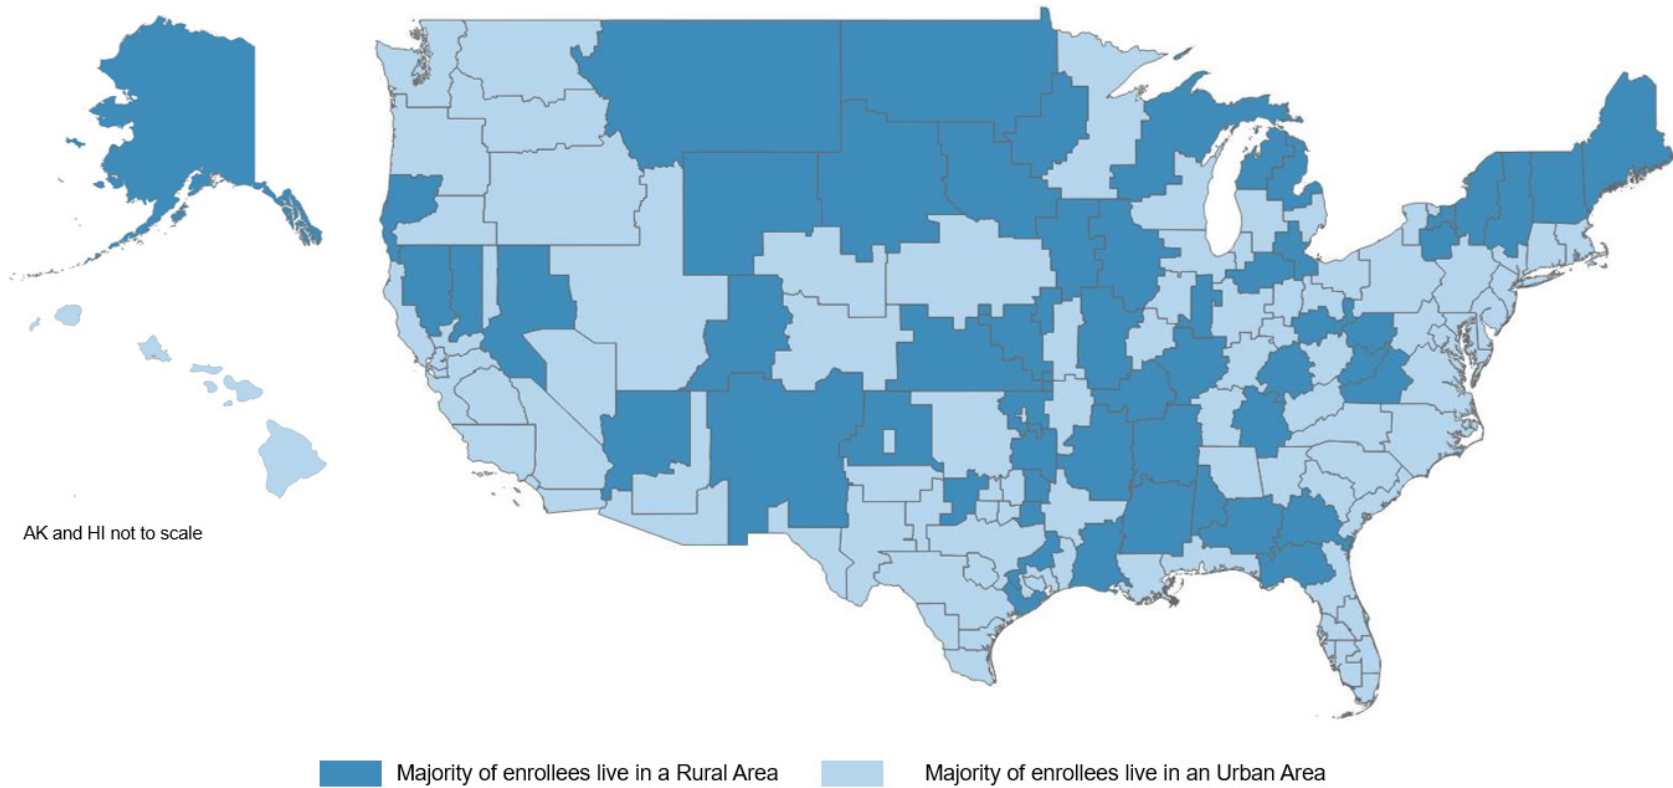 AK and HI not to scale
Majority of enrollees live in a Rural Area
Majority of enrollees live in an Urban Area